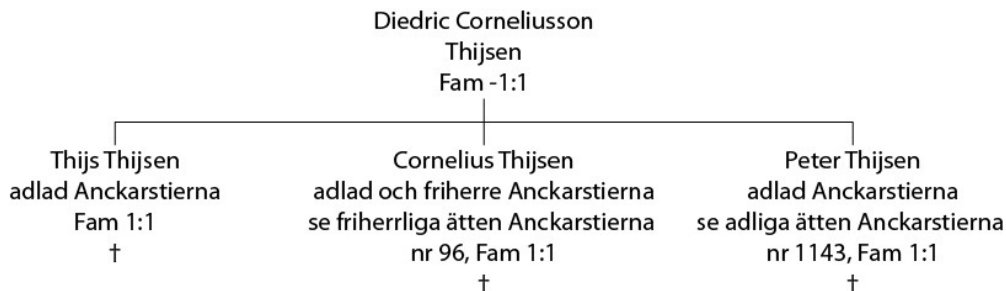 Diedric Corneliusson
Thijsen
Fam -1:1
Thijs Thijsen
adlad Anckarstierna
Fam 1:1
†
Cornelius Thijsen
adlad och friherre Anckarstierna
se friherrliga ätten Anckarstierna
nr 96, Fam 1:1
†
Peter Thijsen
adlad Anckarstierna
se adliga ätten Anckarstierna
nr 1143, Fam 1:1
†